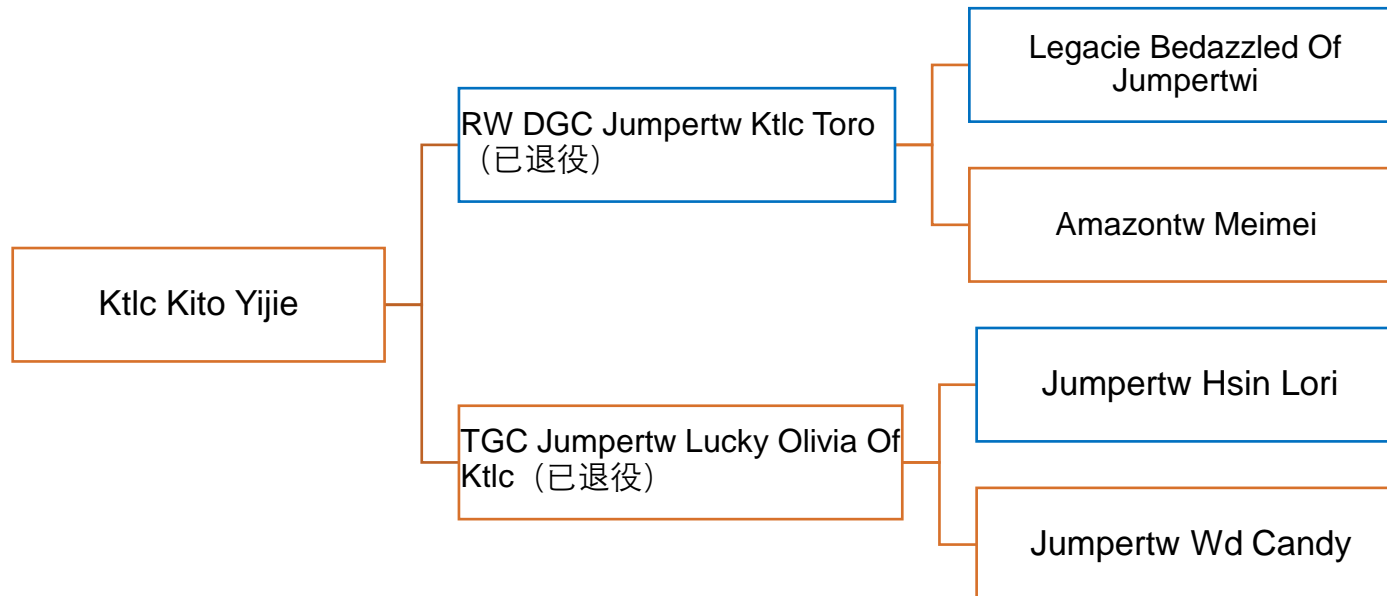 Legacie Bedazzled Of
Jumpertwi
RW DGC Jumpertw Ktlc Toro
（已退役）
Amazontw Meimei
Ktlc Kito Yijie
Jumpertw Hsin Lori
TGC Jumpertw Lucky Olivia Of
Ktlc（已退役）
Jumpertw Wd Candy